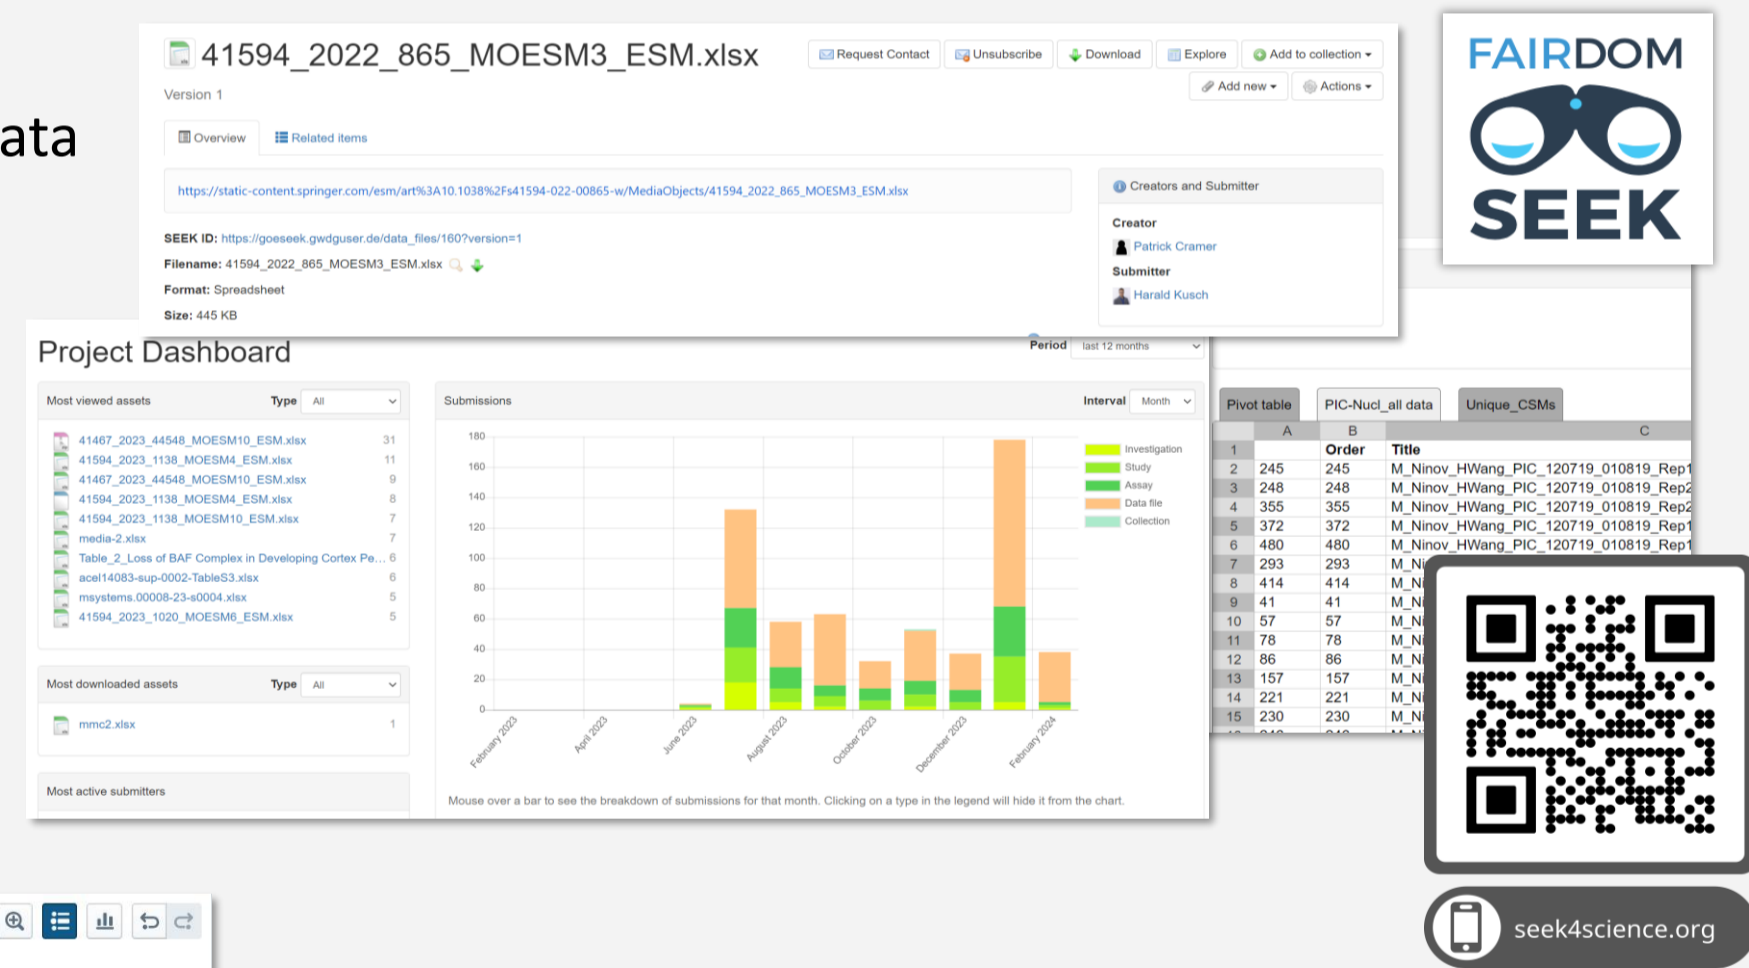 ata
41594_2022_865_MOESM3_ESM.xlsx
Request Contact
Unsubscribe
Download
Explore
Add to collection
Add new
Actions
Version 1
Overview
Related items
https://static-content.springer.com/esm/art%3A10.1038%2Fs41594-022-00865-w/MediaObjects/41594_2022_865_MOESM3_ESM.xlsx
SEEK ID: https://goeseek.gwdguser.de/data_files/160?version=1
Filename: 41594_2022_865_MOESM3_ESM.xlsx
Format: Spreadsheet
Size: 445 KB
Creators and Submitter
Creator
Patrick Cramer
Submitter
Harald Kusch
FAIRDOM
SEEK
Project Dashboard
Period last 12 months
Most viewed assets Type All
41467_2023_44548_MOESM10_ESM.xlsx 31
41594_2023_1138_MOESM4_ESM.xlsx 11
41467_2023_44548_MOESM10_ESM.xlsx 9
41594_2023_1138_MOESM4_ESM.xlsx 8
41594_2023_1138_MOESM10_ESM.xlsx 7
media-2.xlsx 7
Table_2_Loss of BAF Complex in Developing Cortex Pe... 6
acel14083-sup-0002-TableS3.xlsx 6
msystems.00008-23-s0004.xlsx 5
41594_2023_1020_MOESM6_ESM.xlsx 5
Most downloaded assets Type All
mmc2.xlsx 1
Most active submitters
Submissions
Interval Month
180
160
140
120
100
80
60
40
20
0
February 2023
April 2023
June 2023
August 2023
October 2023
December 2023
February 2024
Investigation
Study
Assay
Data file
Collection
Mouse over a bar to see the breakdown of submissions for that month. Clicking on a type in the legend will hide it from the chart.
Pivot table PIC-Nucl_all data Unique_CSMs
A B C
1 Order Title
2 245 245 M_Ninov_HWang_PIC_120719_010819_Rep1
3 248 248 M_Ninov_HWang_PIC_120719_010819_Rep2
4 355 355 M_Ninov_HWang_PIC_120719_010819_Rep2
5 372 372 M_Ninov_HWang_PIC_120719_010819_Rep1
6 480 480 M_Ninov_HWang_PIC_120719_010819_Rep1
7 293 293 M_Ni
8 414 414 M_Ni
9 41 41 M_Ni
10 57 57 M_Ni
11 78 78 M_Ni
12 86 86 M_Ni
13 157 157 M_Ni
14 221 221 M_Ni
15 230 230 M_Ni
seek4science.org